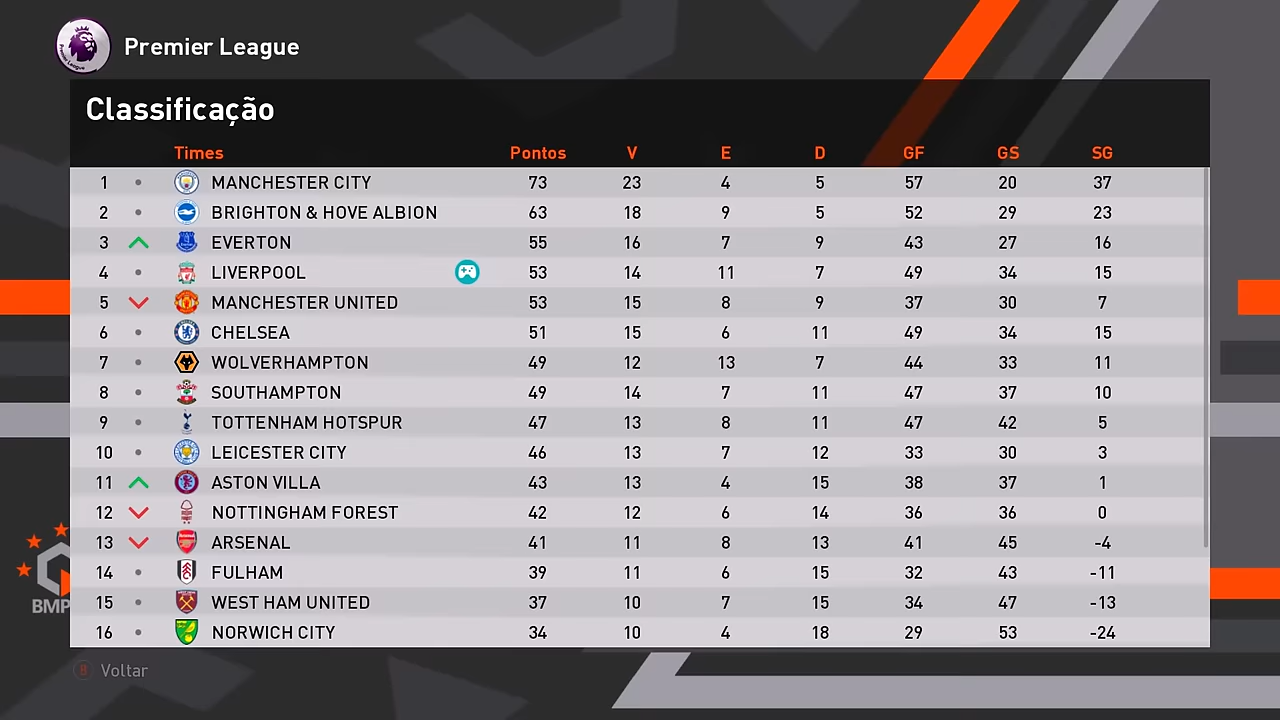 Premier League
Classificação
Times Pontos V E D GF GS SG
1 MANCHESTER CITY 73 23 4 5 57 20 37
2 BRIGHTON & HOVE ALBION 63 18 9 5 52 29 23
3 EVERTON 55 16 7 9 43 27 16
4 LIVERPOOL 53 14 11 7 49 34 15
5 MANCHESTER UNITED 53 15 8 9 37 30 7
6 CHELSEA 51 15 6 11 49 34 15
7 WOLVERHAMPTON 49 12 13 7 44 33 11
8 SOUTHAMPTON 49 14 7 11 47 37 10
9 TOTTENHAM HOTSPUR 47 13 8 11 47 42 5
10 LEICESTER CITY 46 13 7 12 33 30 3
11 ASTON VILLA 43 13 4 15 38 37 1
12 NOTTINGHAM FOREST 42 12 6 14 36 36 0
13 ARSENAL 41 11 8 13 41 45 -4
14 FULHAM 39 11 6 15 32 43 -11
15 WEST HAM UNITED 37 10 7 15 34 47 -13
16 NORWICH CITY 34 10 4 18 29 53 -24
BMP
B Voltar